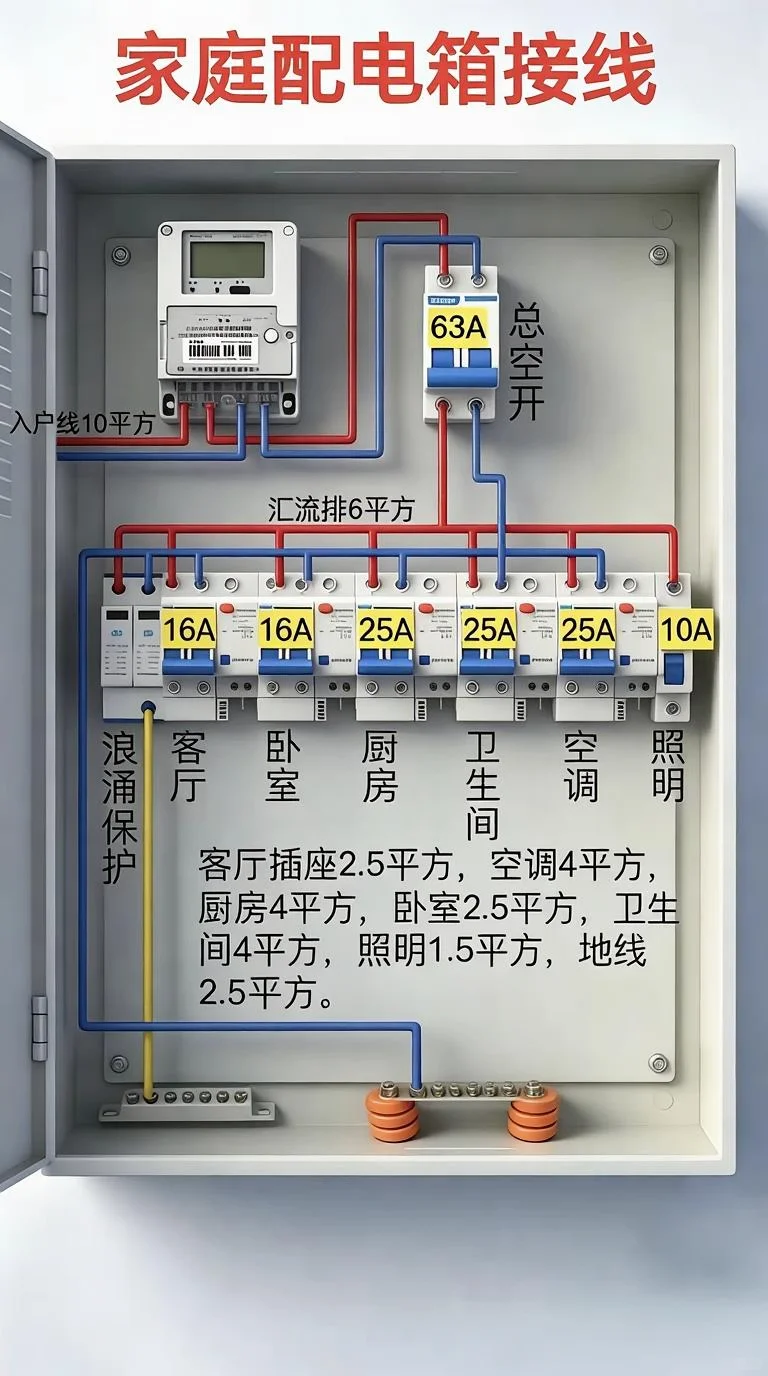 家庭配电箱接线
63A
总空开
入户线10平方
汇流排6平方
16A
16A
25A
25A
25A
10A
浪涌保护
客厅
卧室
厨房
卫生间
空调
照明
客厅插座2.5平方，空调4平方，
厨房4平方，卧室2.5平方，卫生
间4平方，照明1.5平方，地线
2.5平方。